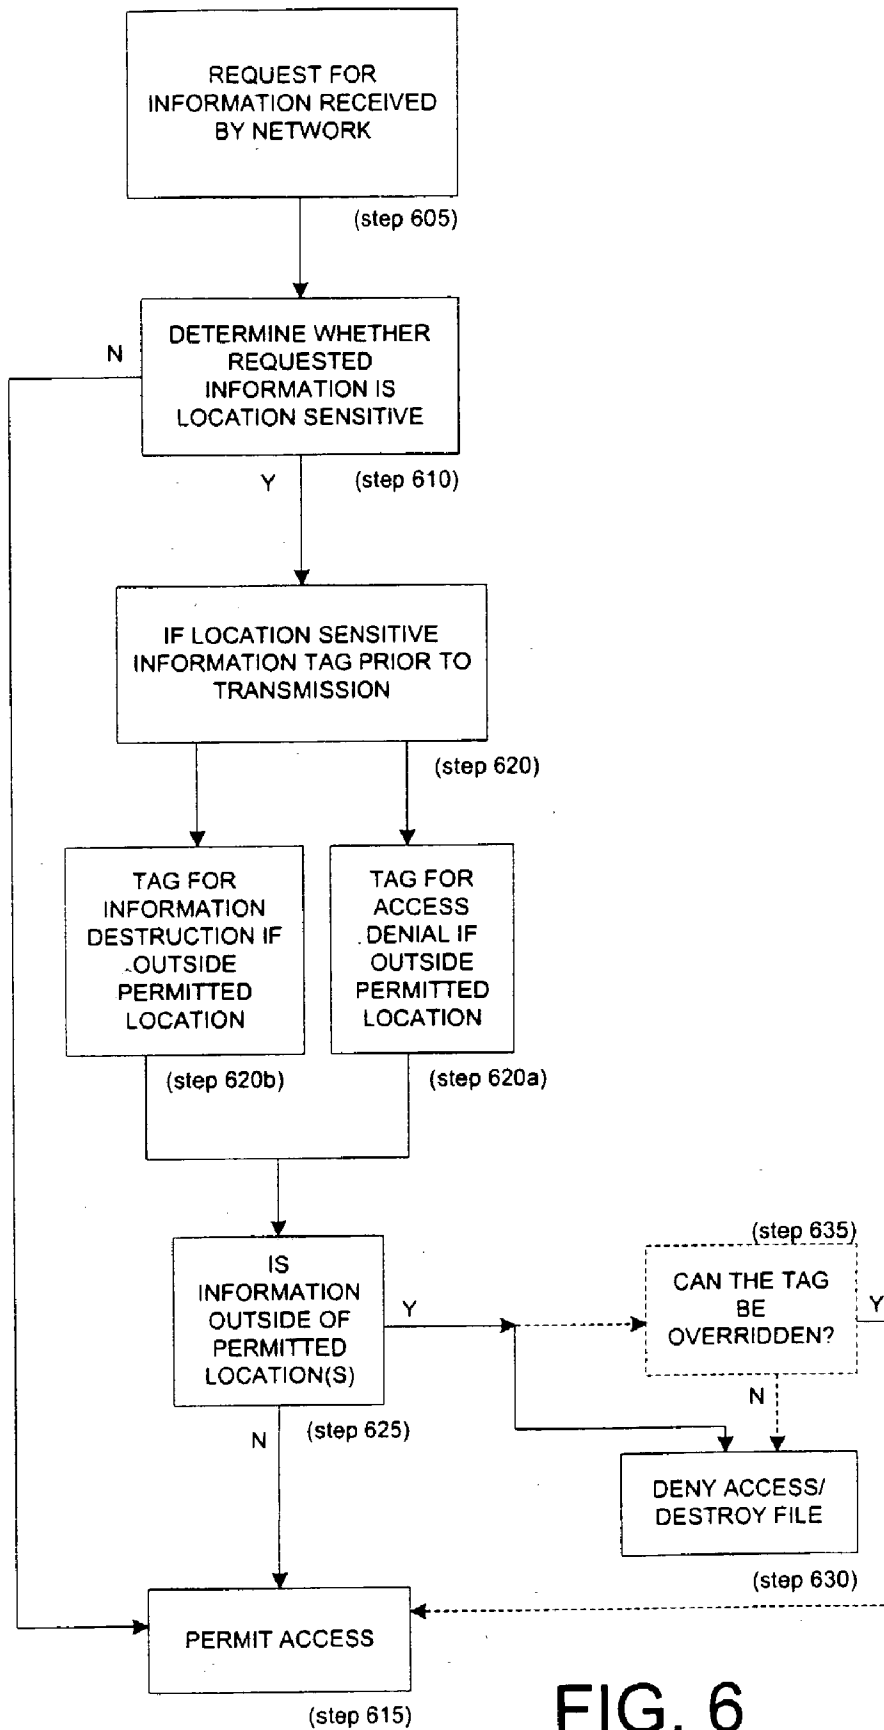 REQUEST FOR
INFORMATION RECEIVED
BY NETWORK
(step 605)
DETERMINE WHETHER
REQUESTED
INFORMATION IS
LOCATION SENSITIVE
N
Y
(step 610)
IF LOCATION SENSITIVE
INFORMATION TAG PRIOR TO
TRANSMISSION
(step 620)
TAG FOR
INFORMATION
DESTRUCTION IF
OUTSIDE
PERMITTED
LOCATION
(step 620b)
TAG FOR
ACCESS
DENIAL IF
OUTSIDE
PERMITTED
LOCATION
(step 620a)
IS
INFORMATION
OUTSIDE OF
PERMITTED
LOCATION(S)
Y
N
(step 625)
(step 635)
CAN THE TAG
BE
OVERRIDDEN?
Y
N
DENY ACCESS/
DESTROY FILE
(step 630)
PERMIT ACCESS
(step 615)
FIG. 6